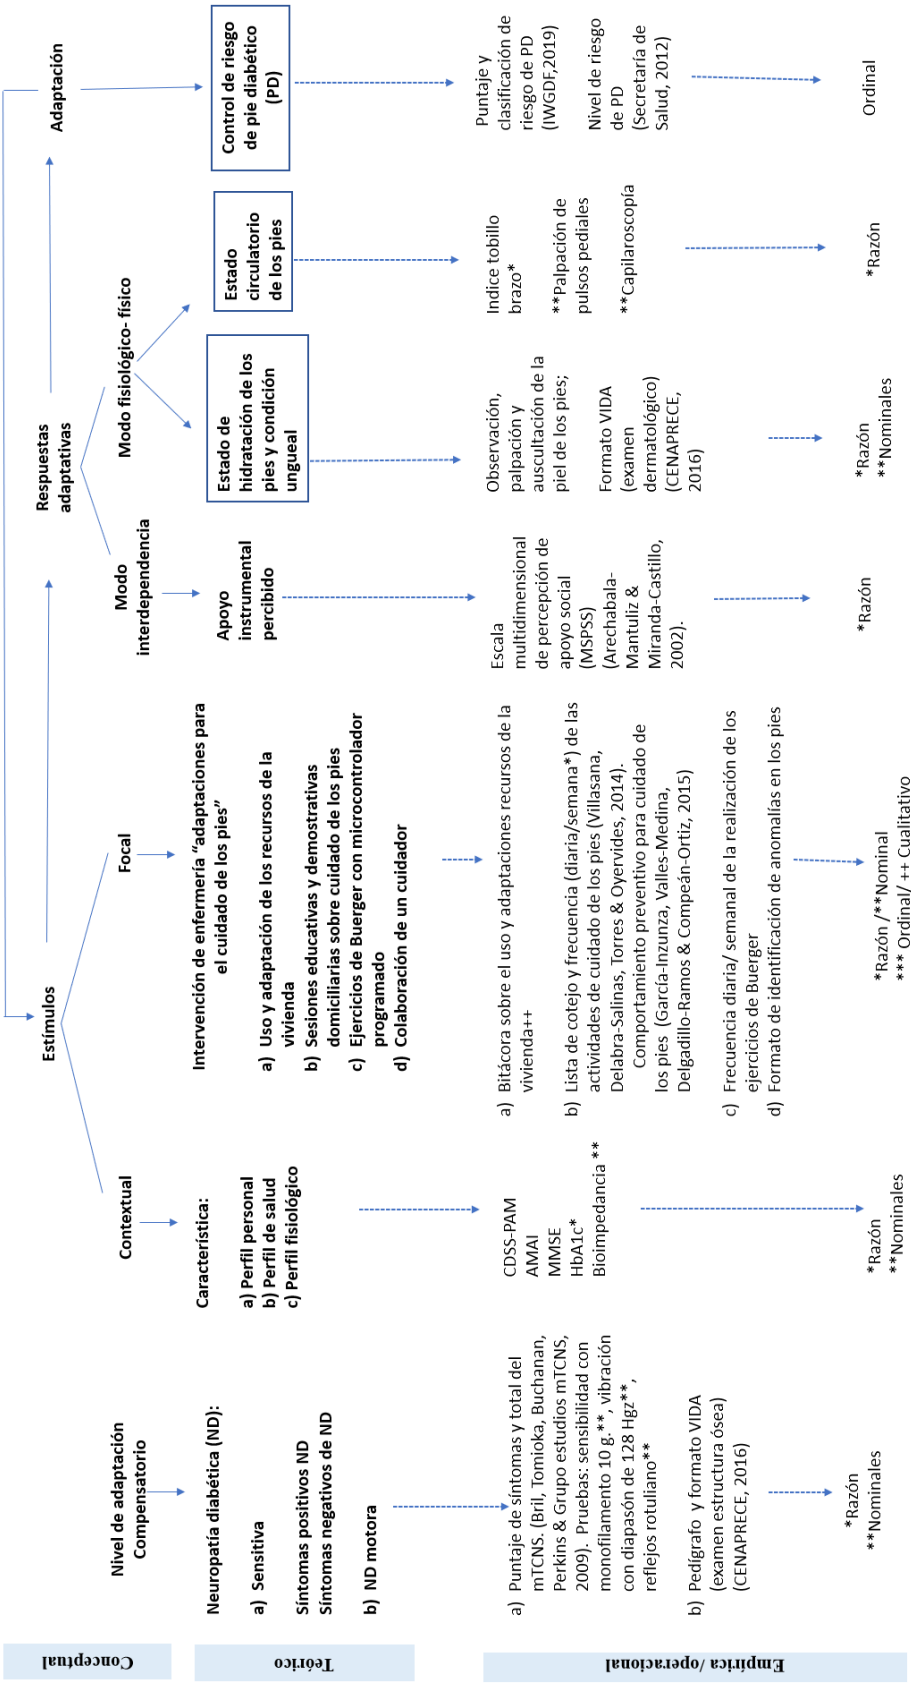 Conceptual
Teórico
Empírica /operacional
Nivel de adaptación
Compensatorio
Estímulos
Contextual
Focal
Respuestas
adaptativas
Modo
interdependencia
Modo fisiológico- físico
Adaptación
Neuropatía diabética (ND):
a) Sensitiva
Síntomas positivos ND
Síntomas negativos de ND
b) ND motora
Característica:
a) Perfil personal
b) Perfil de salud
c) Perfil fisiológico
Intervención de enfermería “adaptaciones para
el cuidado de los pies”
a) Uso y adaptación de los recursos de la
vivienda
b) Sesiones educativas y demostrativas
domiciliarias sobre cuidado de los pies
c) Ejercicios de Buerger con microcontrolador
programado
d) Colaboración de un cuidador
Apoyo
instrumental
percibido
Estado de
hidratación de los
pies y condición
ungueal
Estado
circulatorio
de los pies
Control de riesgo
de pie diabético
(PD)
a) Puntaje de síntomas y total del
mTCNS. (Bril, Tomioka, Buchanan,
Perkins & Grupo estudios mTCNS,
2009). Pruebas: sensibilidad con
monofilamento 10 g.**, vibración
con diapasón de 128 Hgz**,
reflejos rotuliano**
b) Pedígrafo y formato VIDA
(examen estructura ósea)
(CENAPRECE, 2016)
CDSS-PAM
AMAI
MMSE
HbA1c*
Bioimpedancia **
a) Bitácora sobre el uso y adaptaciones recursos de la
vivienda++
b) Lista de cotejo y frecuencia (diaria/semana*) de las
actividades de cuidado de los pies (Villasana,
Delabra-Salinas, Torres & Oyervides, 2014).
Comportamiento preventivo para cuidado de
los pies (García-Inzunza, Valles-Medina,
Delgadillo-Ramos & Compeán-Ortiz, 2015)
c) Frecuencia diaria/ semanal de la realización de los
ejercicios de Buerger
d) Formato de identificación de anomalías en los pies
Escala
multidimensional
de percepción de
apoyo social
(MSPSS)
(Arechabala-
Mantuliz &
Miranda-Castillo,
2002).
Observación,
palpación y
auscultación de la
piel de los pies;
Formato VIDA
(examen
dermatológico)
(CENAPRECE,
2016)
Indice tobillo
brazo*
**Palpación de
pulsos pediales
**Capilaroscopía
Puntaje y
clasificación de
riesgo de PD
(IWGDF,2019)
Nivel de riesgo
de PD
(Secretaría de
Salud, 2012)
*Razón
**Nominales
*Razón
**Nominales
*Razón /**Nominal
*** Ordinal/ ++ Cualitativo
*Razón
*Razón
**Nominales
*Razón
Ordinal